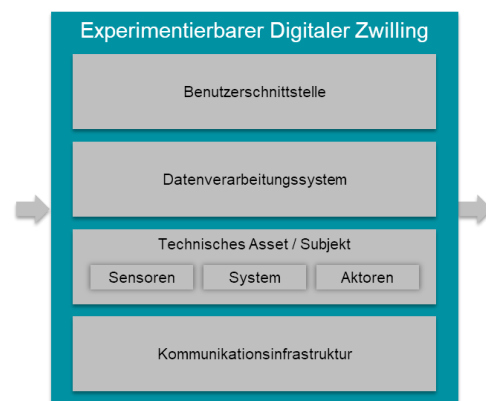 Experimentierbarer Digitaler Zwilling
Benutzerschnittstelle
Datenverarbeitungssystem
Technisches Asset / Subjekt
Sensoren System Aktoren
Kommunikationsinfrastruktur